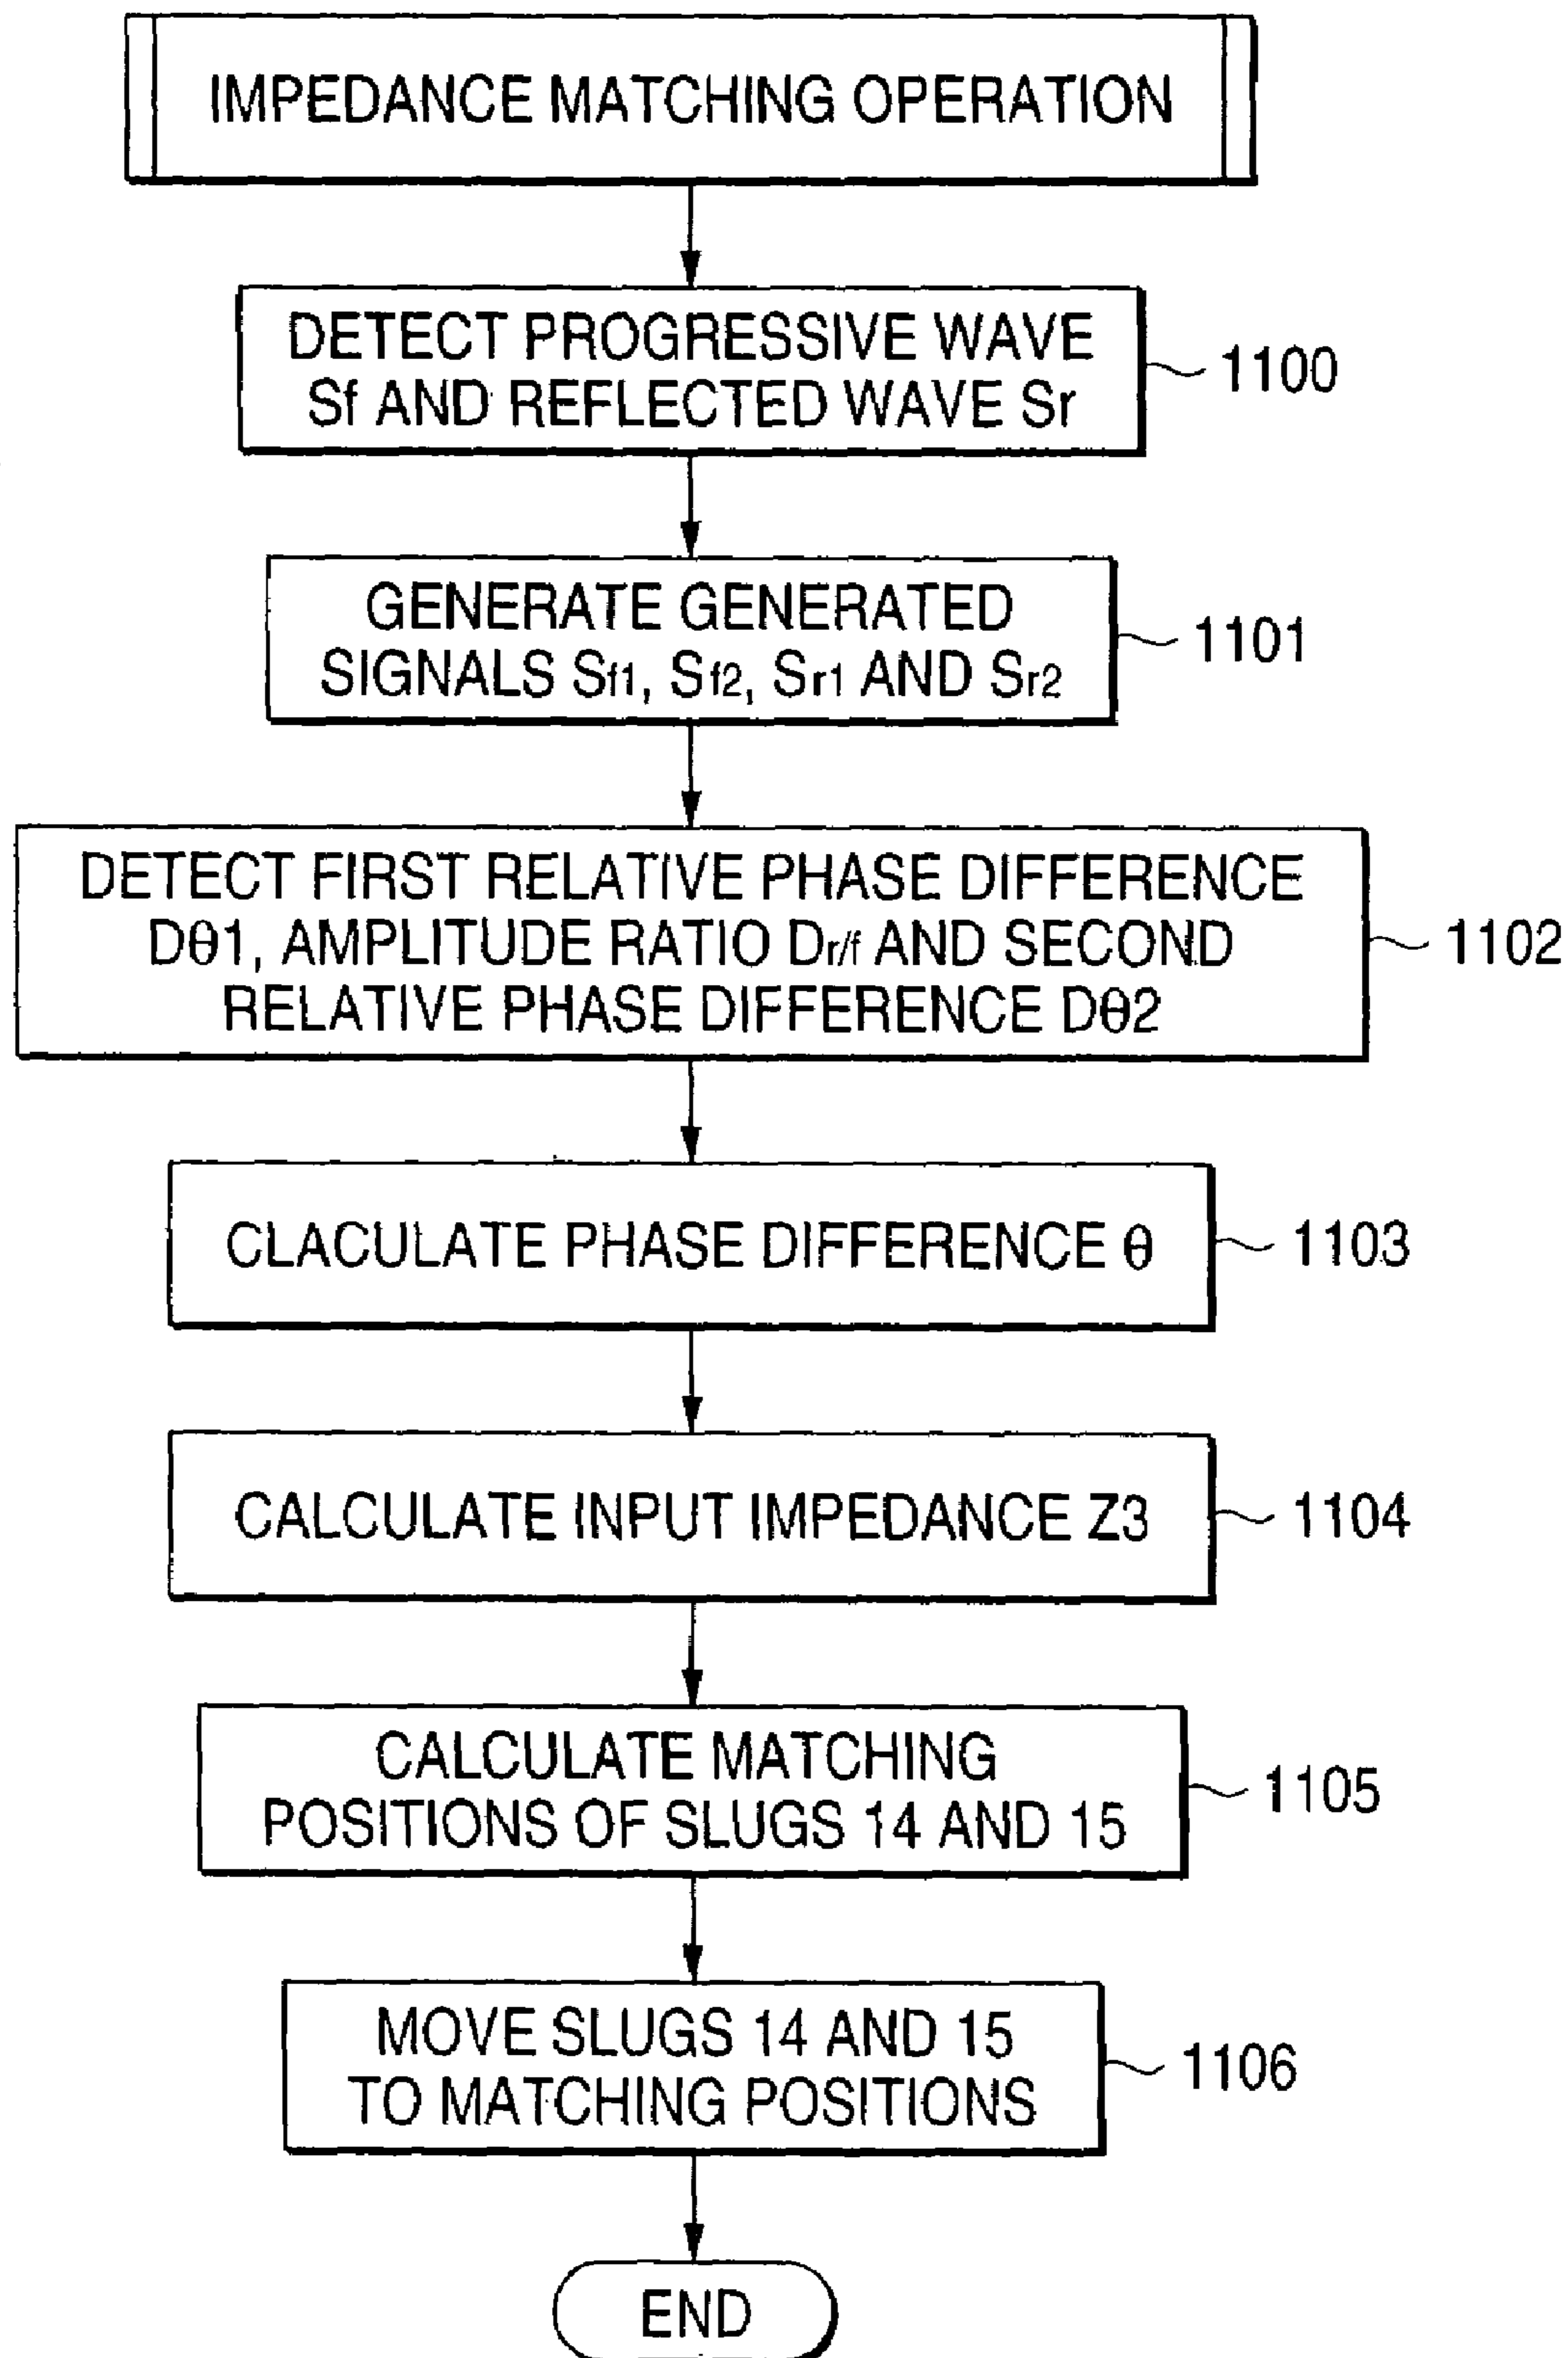 IMPEDANCE MATCHING OPERATION
DETECT PROGRESSIVE WAVE
Sf AND REFLECTED WAVE Sr
1100
GENERATE GENERATED
SIGNALS Sf1, Sf2, Sr1 AND Sr2
1101
DETECT FIRST RELATIVE PHASE DIFFERENCE
Dθ1, AMPLITUDE RATIO Dr/f AND SECOND
RELATIVE PHASE DIFFERENCE Dθ2
1102
CLACULATE PHASE DIFFERENCE θ
1103
CALCULATE INPUT IMPEDANCE Z3
1104
CALCULATE MATCHING
POSITIONS OF SLUGS 14 AND 15
1105
MOVE SLUGS 14 AND 15
TO MATCHING POSITIONS
1106
END